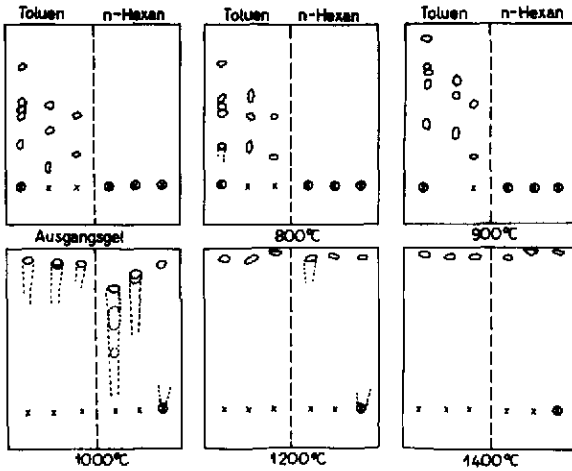 Toluen n-Hexan Toluen n-Hexan Toluen n-Hexan
Ausgangsgel 800°C 900°C
1000°C 1200°C 1400°C